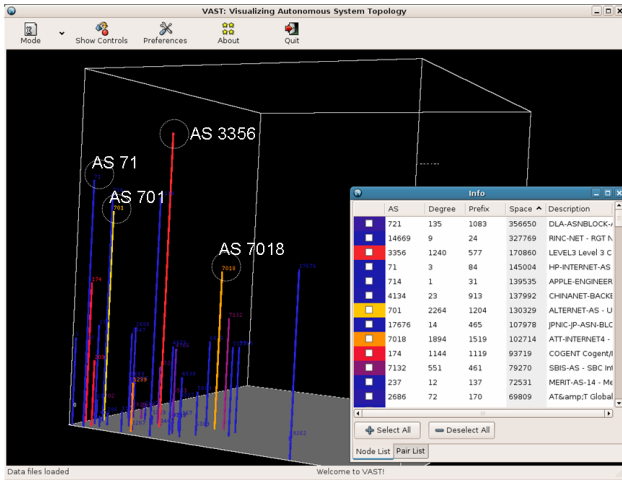 VAST: Visualizing Autonomous System Topology
Mode
Show Controls
Preferences
About
Quit
AS 3356
AS 71
AS 701
701
AS 7018
7018
17676
7132
174
Info
AS Degree Prefix Space Description
721 135 1083 356650 DLA-ASNBLOCK-A
14669 9 24 327769 RINC-NET - RGT N
3356 1240 577 170860 LEVEL3 Level 3 C
71 3 84 145004 HP-INTERNET-AS
714 1 31 139535 APPLE-ENGINEER
4134 23 913 137992 CHINANET-BACKE
701 2264 1204 130329 ALTERNET-AS - U
17676 14 465 107978 JPNIC-JP-ASN-BLC
7018 1894 1519 102714 ATT-INTERNET4 -
174 1144 1119 93719 COGENT Cogent/
7132 551 461 79270 SBIS-AS - SBC Int
237 12 137 72531 MERIT-AS-14 - Me
2686 72 170 69809 AT&amp;T Global
Select All
Deselect All
Node List
Pair List
Data files loaded
Welcome to VAST!